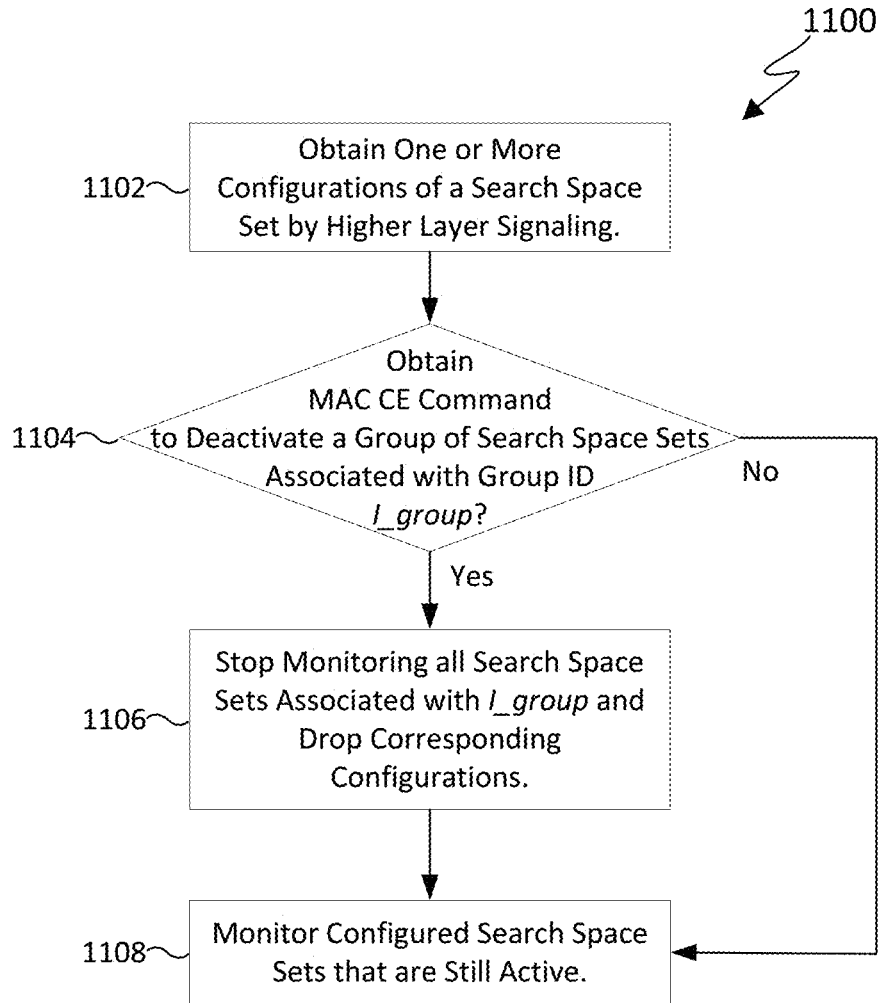 1100
1102
Obtain One or More
Configurations of a Search Space
Set by Higher Layer Signaling.
1104
Obtain
MAC CE Command
to Deactivate a Group of Search Space Sets
Associated with Group ID
I_group?
No
Yes
1106
Stop Monitoring all Search Space
Sets Associated with I_group and
Drop Corresponding
Configurations.
1108
Monitor Configured Search Space
Sets that are Still Active.